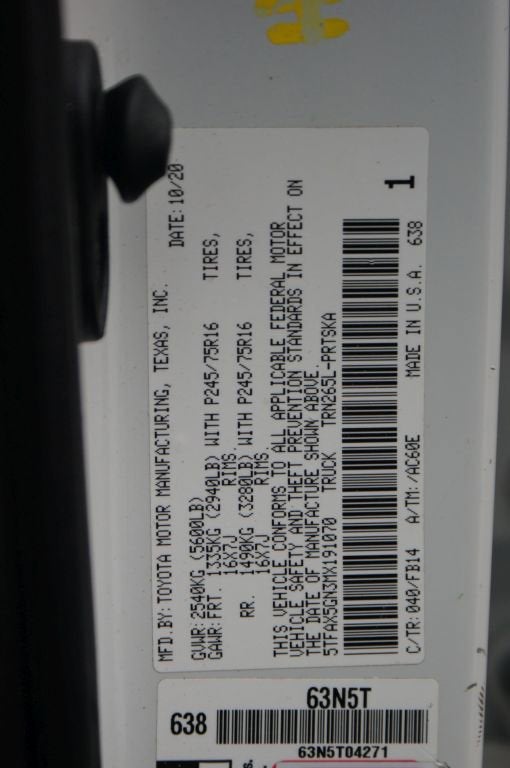 MFD.BY: TOYOTA MOTOR MANUFACTURING, TEXAS, INC. DATE: 10/20
GVWR: 2540KG (5600LB)
GAWR: FRT. 1335KG (2940LB) WITH P245/75R16 TIRES,
16X7J RIMS.
RR. 1490KG (3280LB) WITH P245/75R16 TIRES,
16X7J RIMS.
THIS VEHICLE CONFORMS TO ALL APPLICABLE FEDERAL MOTOR
VEHICLE SAFETY AND THEFT PREVENTION STANDARDS IN EFFECT ON
THE DATE OF MANUFACTURE SHOWN ABOVE.
5TFAX5GN3MX191070 TRUCK TRN265L-PRTSKA
1
C/TR: 040/FB14 A/TM: /AC60E MADE IN U.S.A. 638
63N5T
638
63N5T04271